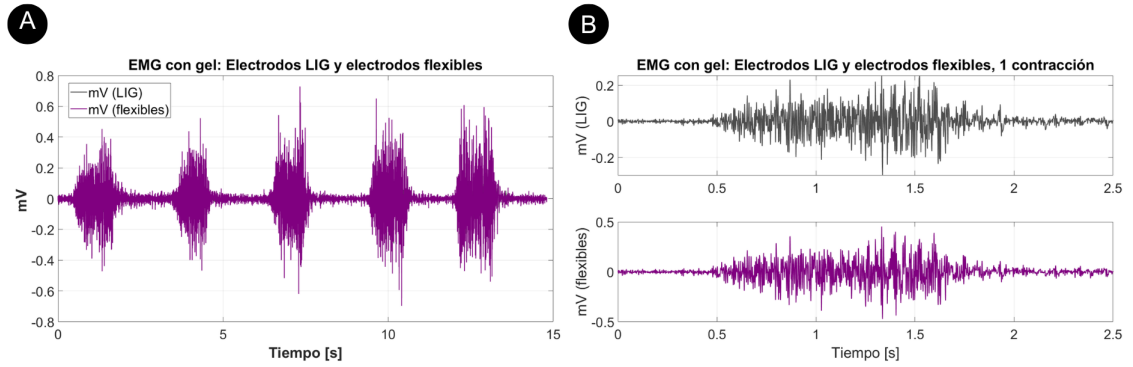 A
EMG con gel: Electrodos LIG y electrodos flexibles
mV (LIG)
mV (flexibles)
mV
0.8
0.6
0.4
0.2
0
-0.2
-0.4
-0.6
-0.8
0
5
10
15
Tiempo [s]
B
EMG con gel: Electrodos LIG y electrodos flexibles, 1 contracción
mV (LIG)
0.2
0
-0.2
0
0.5
1
1.5
2
2.5
mV (flexibles)
0.5
0
-0.5
0
0.5
1
1.5
2
2.5
Tiempo [s]